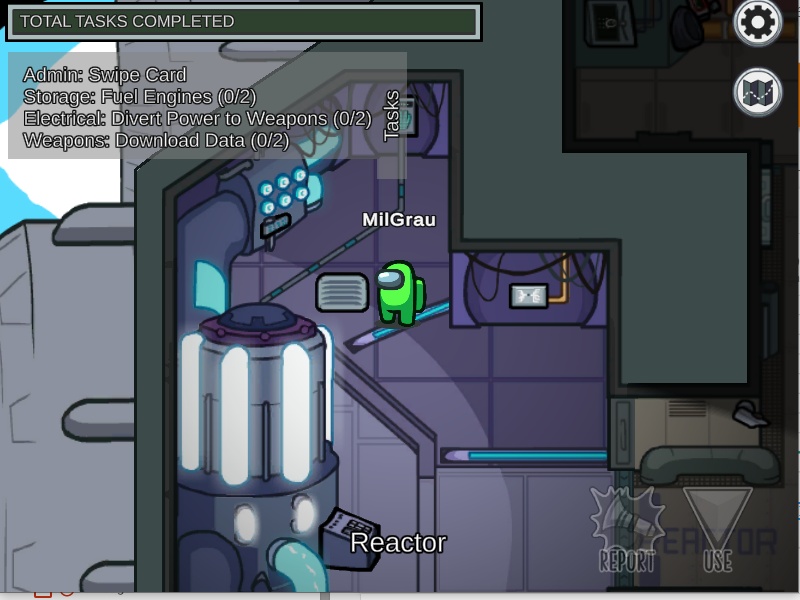 TOTAL TASKS COMPLETED
Admin: Swipe Card
Storage: Fuel Engines (0/2)
Electrical: Divert Power to Weapons (0/2)
Weapons: Download Data (0/2)
Tasks
MilGrau
Reactor
REPORT
USE
REACTOR